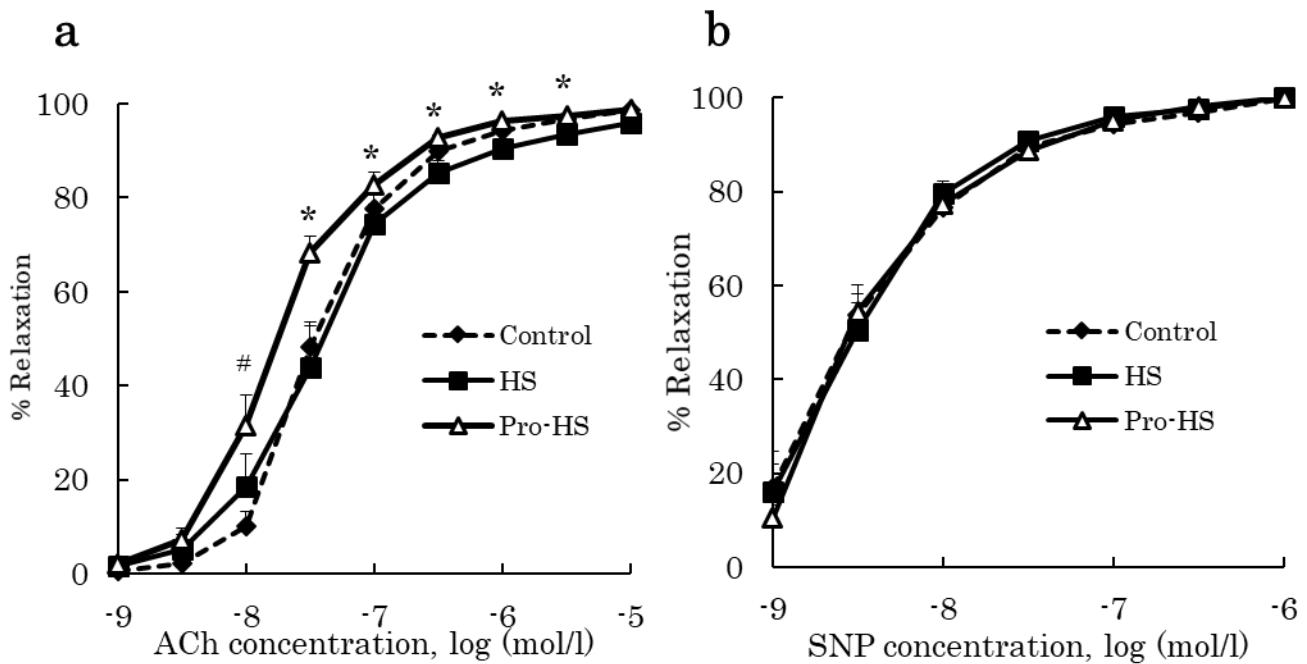 a
% Relaxation
100
80
60
40
20
0
# * * * * *
Control
HS
Pro-HS
-9 -8 -7 -6 -5
ACh concentration, log (mol/l)
b
% Relaxation
100
80
60
40
20
0
Control
HS
Pro-HS
-9 -8 -7 -6
SNP concentration, log (mol/l)